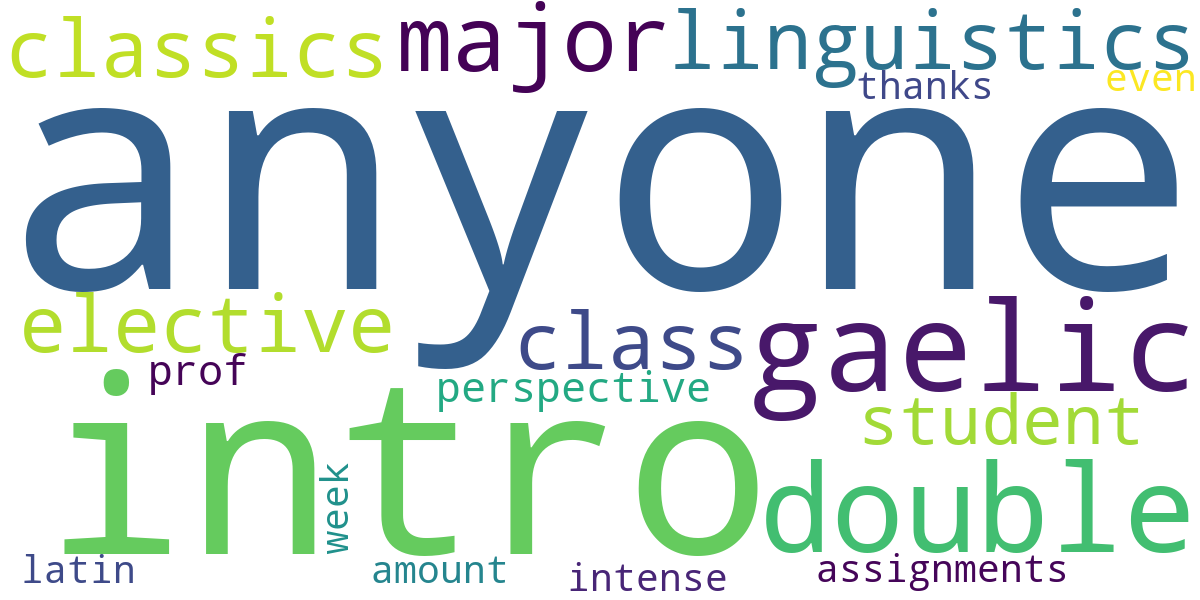 classics major linguistics
thanks even
anyone
elective class gaelic
prof perspective student
intro double
week
latin amount intense assignments